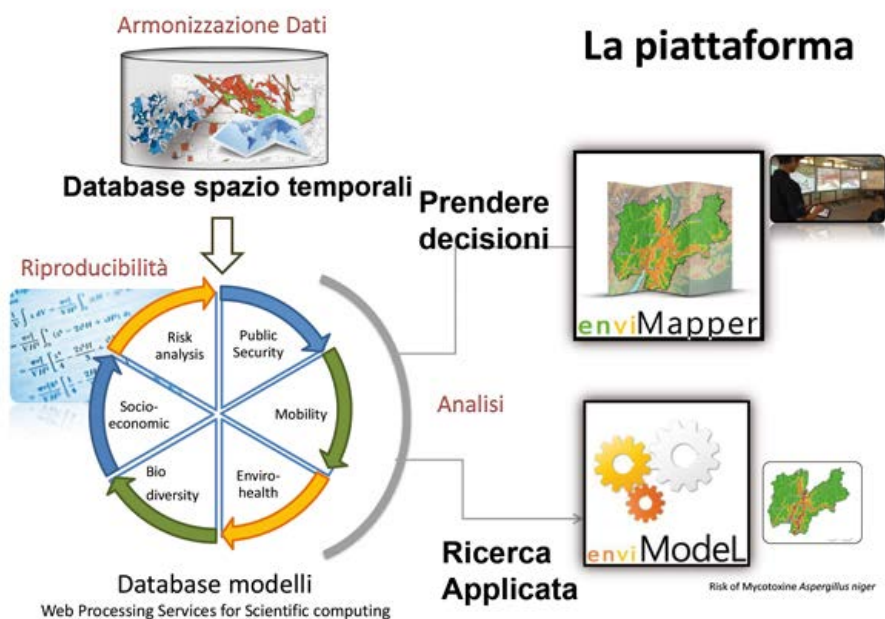 Armonizzazione Dati
La piattaforma
Database spazio temporali
Prendere
decisioni
enviMapper
Riproducibilità
Risk
analysis
Public
Security
Socio-
economic
Mobility
Bio
diversity
Enviro-
health
Analisi
enviModeL
Ricerca
Applicata
Database modelli
Web Processing Services for Scientific computing
Risk of Mycotoxine Aspergillus niger